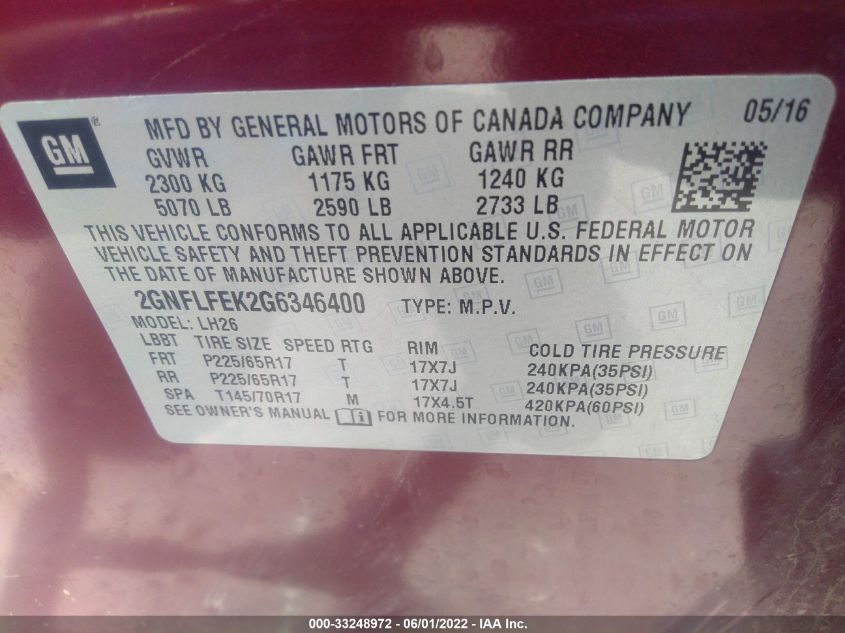 GM ® MFD BY GENERAL MOTORS OF CANADA COMPANY 05/16
GVWR GAWR FRT GAWR RR
2300 KG 1175 KG 1240 KG
5070 LB 2590 LB 2733 LB
THIS VEHICLE CONFORMS TO ALL APPLICABLE U.S. FEDERAL MOTOR
VEHICLE SAFETY AND THEFT PREVENTION STANDARDS IN EFFECT ON
THE DATE OF MANUFACTURE SHOWN ABOVE.
2GNFLFEK2G6346400 TYPE: M.P.V.
MODEL: LH26
LBBT TIRE SIZE SPEED RTG RIM COLD TIRE PRESSURE
FRT P225/65R17 T 17X7J 240KPA(35PSI)
RR P225/65R17 T 17X7J 240KPA(35PSI)
SPA T145/70R17 M 17X4.5T 420KPA(60PSI)
SEE OWNER'S MANUAL FOR MORE INFORMATION.
000-33248972 - 06/01/2022 - IAA Inc.